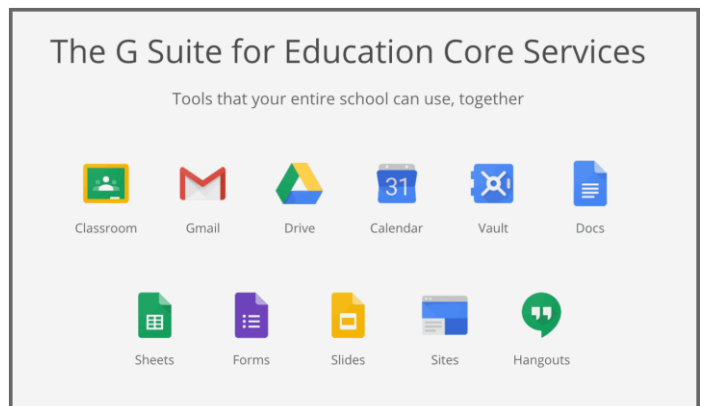 The G Suite for Education Core Services
Tools that your entire school can use, together
31
Classroom Gmail Drive Calendar Vault Docs
Sheets Forms Slides Sites Hangouts